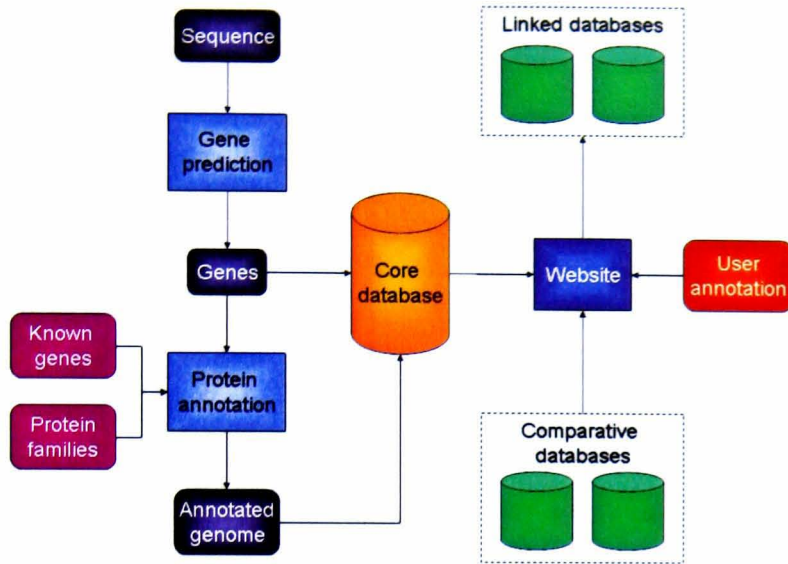 Sequence
Linked databases
Gene
prediction
Genes
Core
database
Website
User
annotation
Known
genes
Protein
annotation
Protein
families
Comparative
databases
Annotated
genome